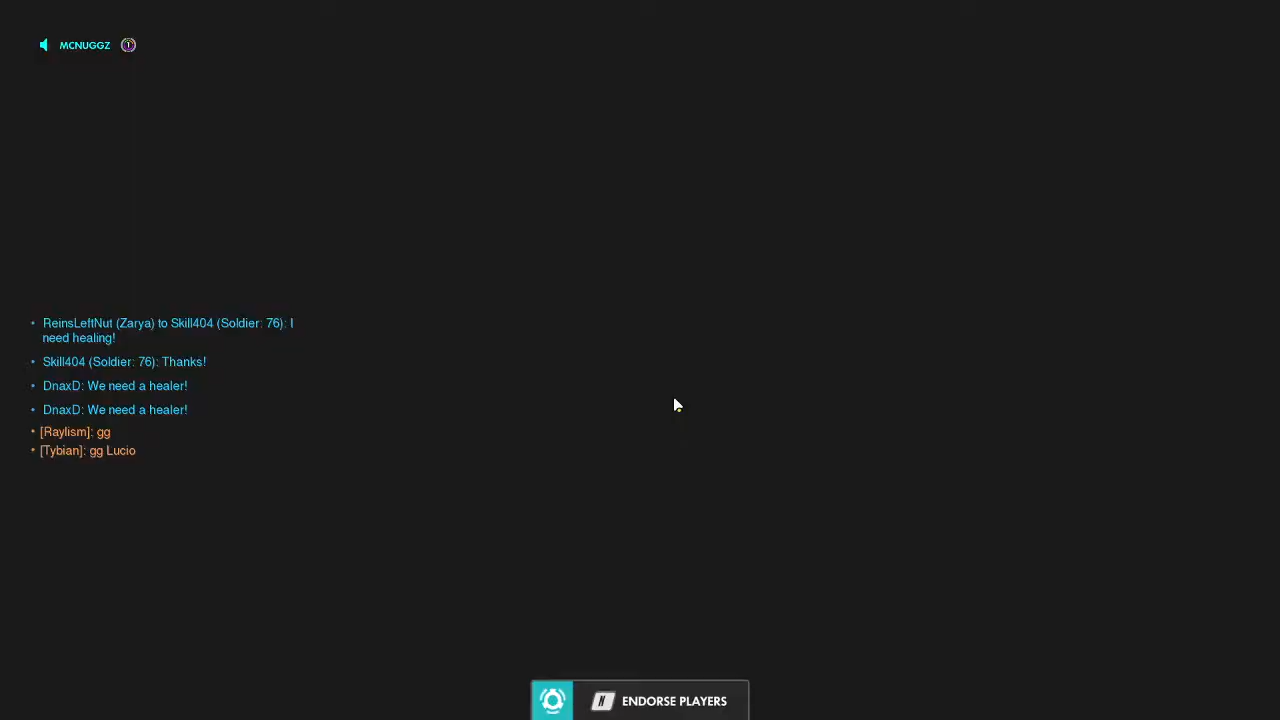 MCNUGGZ
ReinsLeftNut (Zarya) to Skill404 (Soldier: 76): I
need healing!
Skill404 (Soldier: 76): Thanks!
DnaxD: We need a healer!
DnaxD: We need a healer!
[Raylism]: gg
[Tybian]: gg Lucio
N ENDORSE PLAYERS